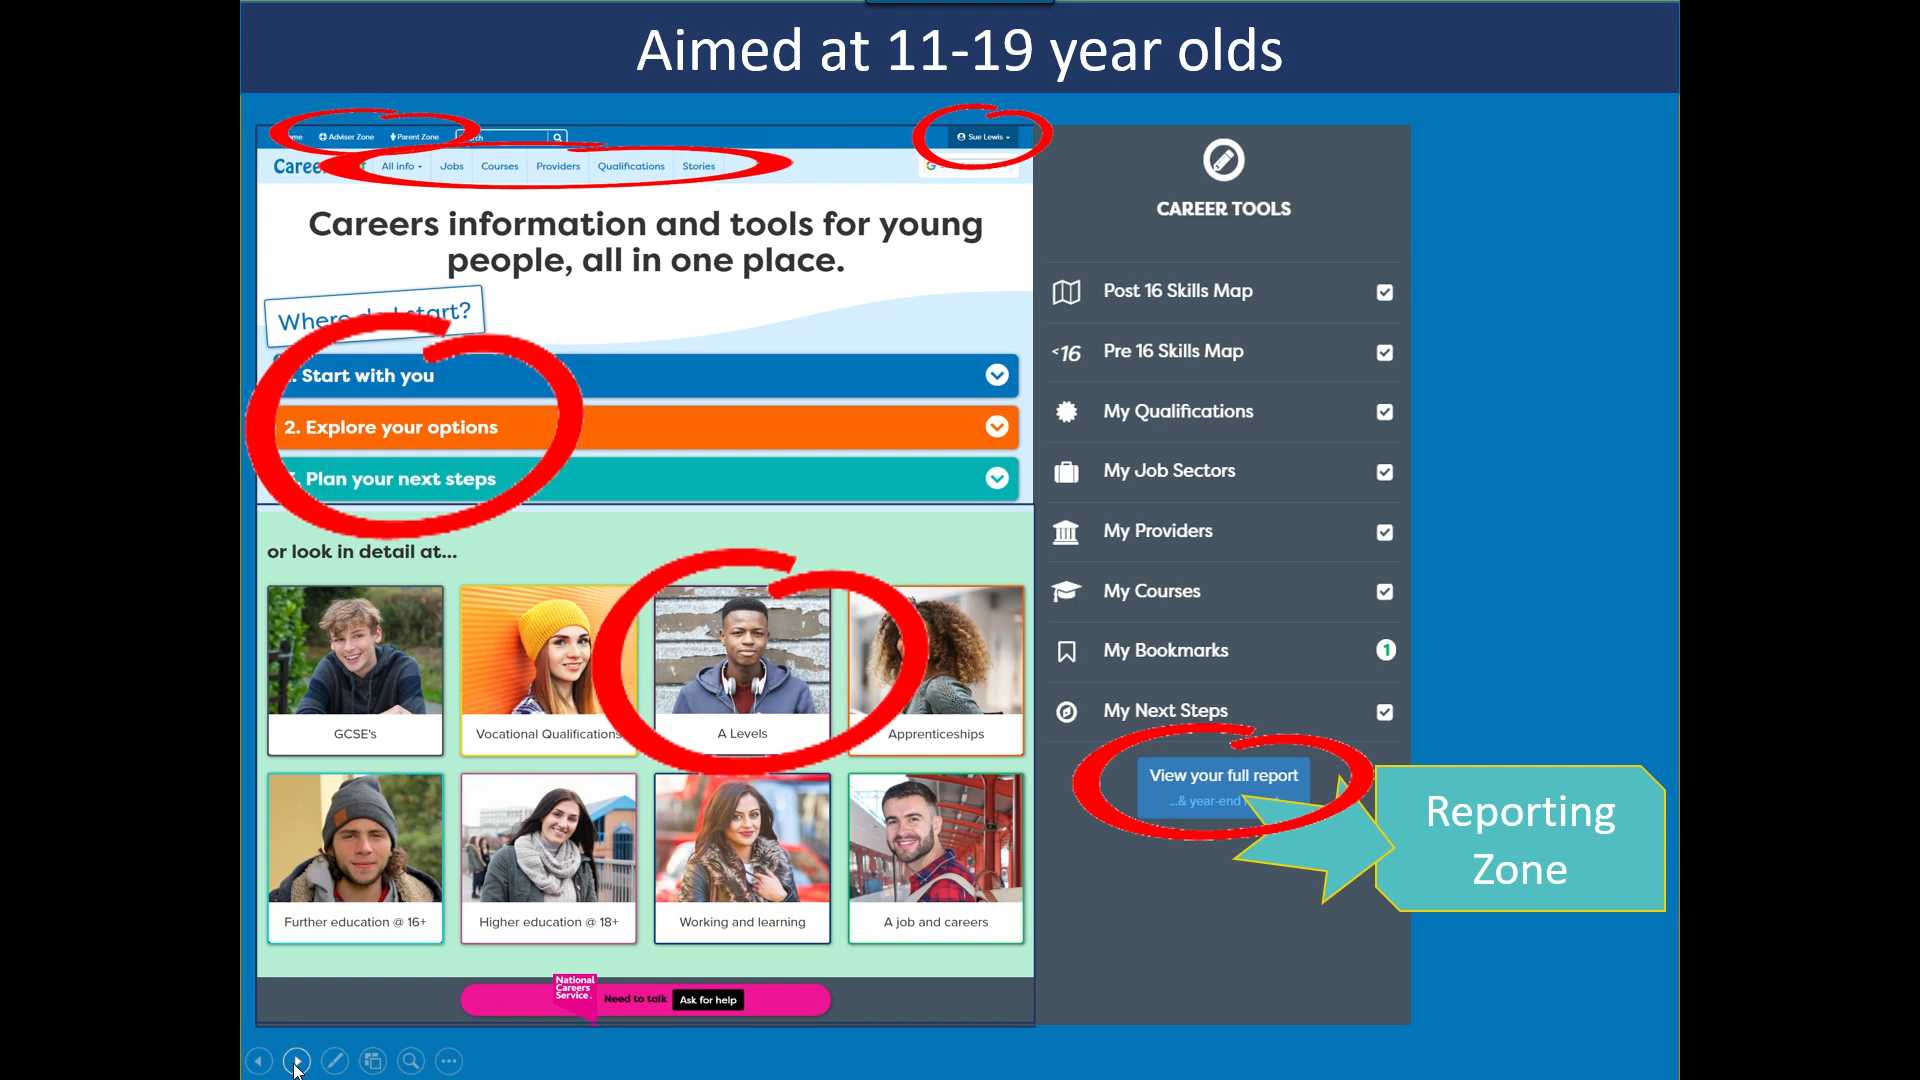 Aimed at 11-19 year olds
Adviser Zone
Parent Zone
Sue Lewis
All info
Jobs
Courses
Providers
Qualifications
Stories
Careers information and tools for young
people, all in one place.
start?
Start with you
2. Explore your options
Plan your next steps
or look in detail at...
GCSE's
Vocational Qualifications
A Levels
Apprenticeships
Further education @ 16+
Higher education @ 18+
Working and learning
A job and careers
National
Careers
Service
Need to talk
Ask for help
CAREER TOOLS
Post 16 Skills Map
<16
Pre 16 Skills Map
My Qualifications
My Job Sectors
My Providers
My Courses
My Bookmarks
1
My Next Steps
View your full report
...& year-end
Reporting
Zone